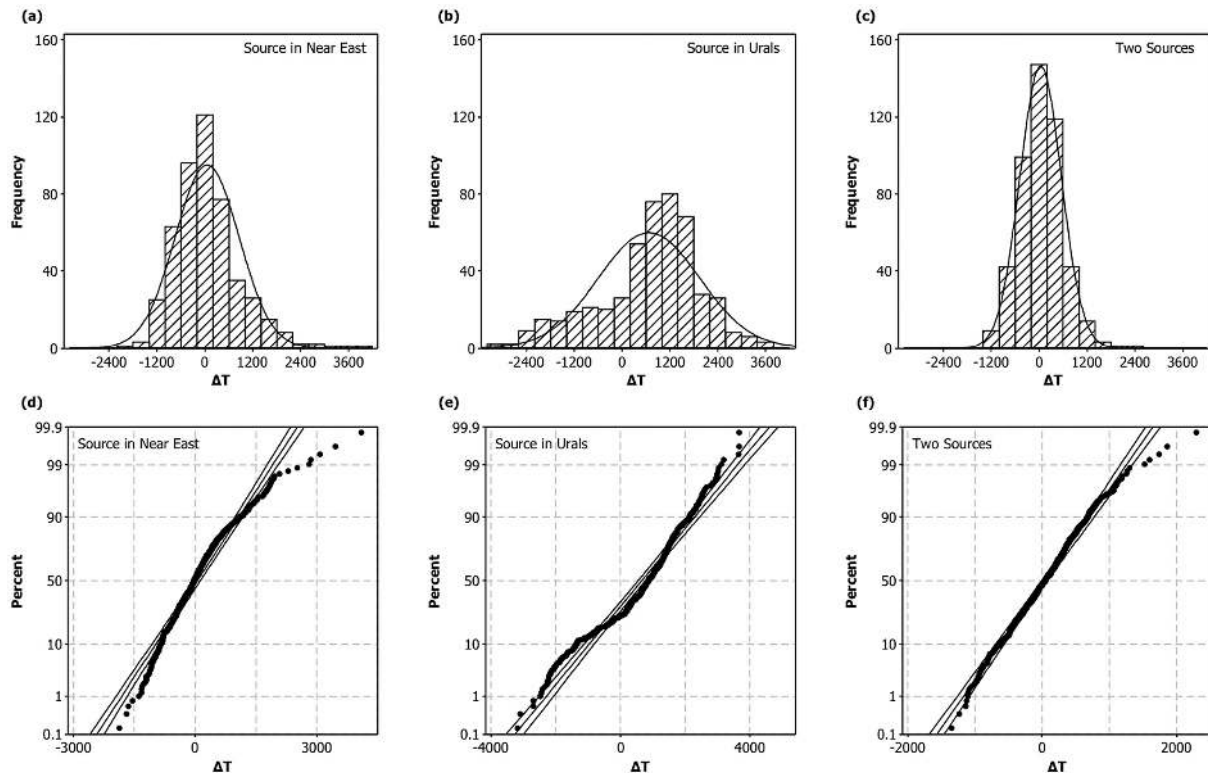 (a)
Source in Near East
160
120
80
40
0
Frequency
-2400 -1200 0 1200 2400 3600
ΔT
(b)
Source in Urals
160
120
80
40
0
Frequency
-2400 -1200 0 1200 2400 3600
ΔT
(c)
Two Sources
160
120
80
40
0
Frequency
-2400 -1200 0 1200 2400 3600
ΔT
(d)
Source in Near East
99.9
99
90
50
10
1
0.1
Percent
-3000 0 3000
ΔT
(e)
Source in Urals
99.9
99
90
50
10
1
0.1
Percent
-4000 -2000 0 2000 4000
ΔT
(f)
Two Sources
99.9
99
90
50
10
1
0.1
Percent
-2000 0 2000
ΔT